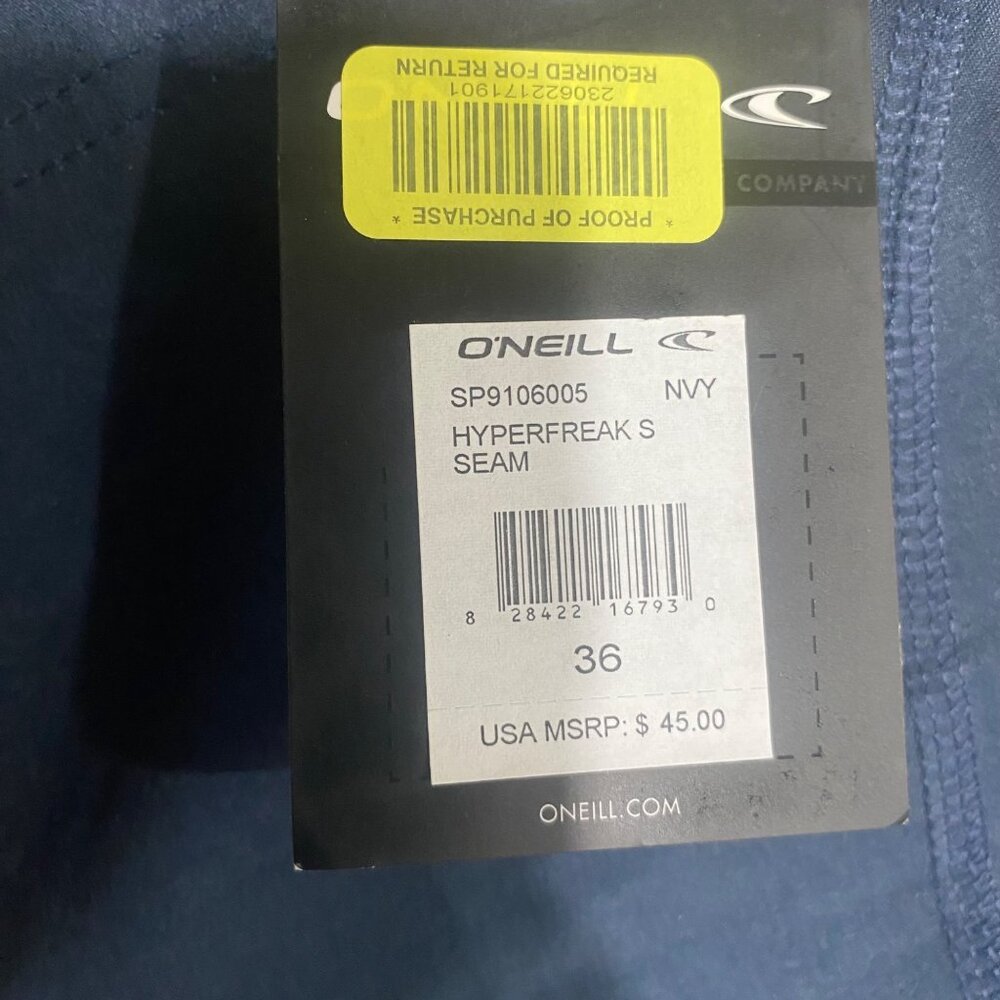 * PROOF OF PURCHASE *
230622171901
REQUIRED FOR RETURN
COMPANY
O'NEILL
SP9106005 NVY
HYPERFREAK S
SEAM
8 28422 16793 0
36
USA MSRP: $ 45.00
ONEILL.COM